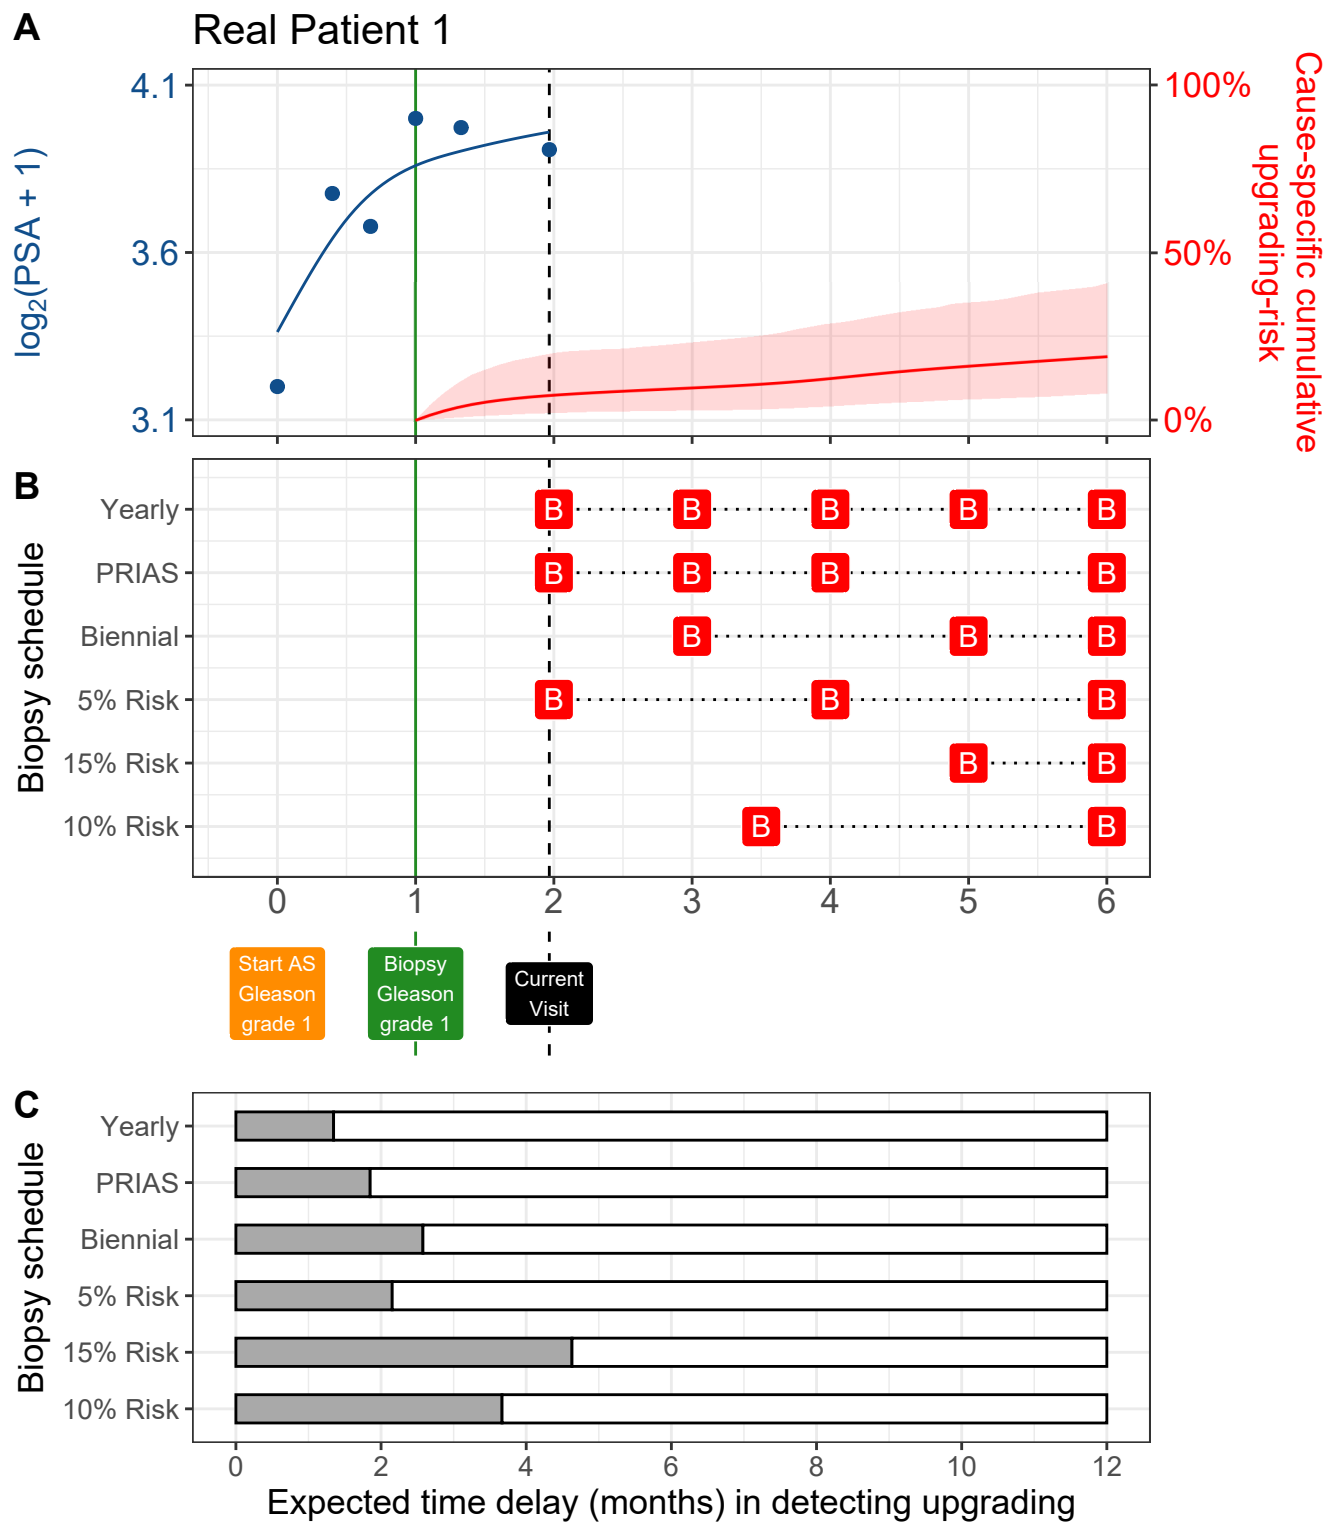 A
Real Patient 1
log₂(PSA + 1)
4.1
3.6
3.1
100%
50%
0%
Cause-specific cumulative
upgrading-risk
B
Biopsy schedule
Yearly
B B B B B
PRIAS
B B B B
Biennial
B B B
5% Risk
B B B
15% Risk
B B
10% Risk
B B
0 1 2 3 4 5 6
Start AS
Gleason
grade 1
Biopsy
Gleason
grade 1
Current
Visit
C
Biopsy schedule
Yearly
PRIAS
Biennial
5% Risk
15% Risk
10% Risk
0 2 4 6 8 10 12
Expected time delay (months) in detecting upgrading